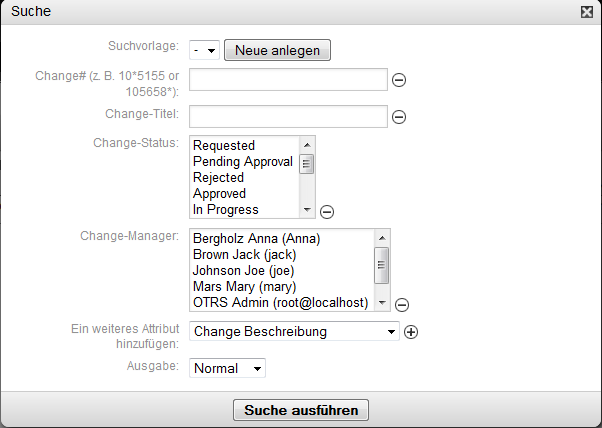 Suche
Suchvorlage: - Neue anlegen
Change# (z. B. 10*5155 or
105658*):
Change-Titel:
Change-Status: Requested
Pending Approval
Rejected
Approved
In Progress
Change-Manager: Bergholz Anna (Anna)
Brown Jack (jack)
Johnson Joe (joe)
Mars Mary (mary)
OTRS Admin (root@localhost)
Ein weiteres Attribut
hinzufügen: Change Beschreibung
Ausgabe: Normal
Suche ausführen